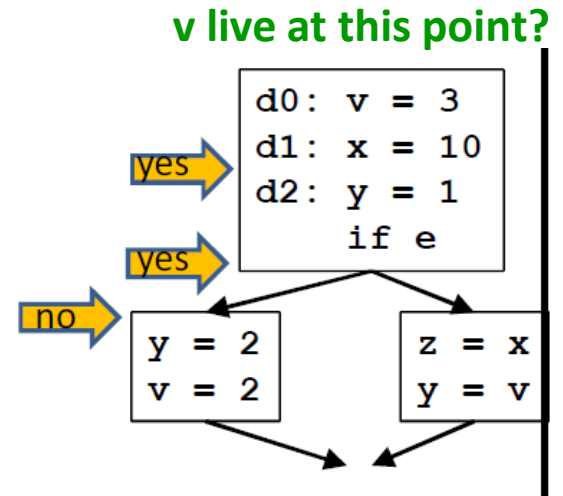 v live at this point?
d0: v = 3
d1: x = 10
d2: y = 1
if e
yes
yes
no
y = 2
v = 2
z = x
y = v